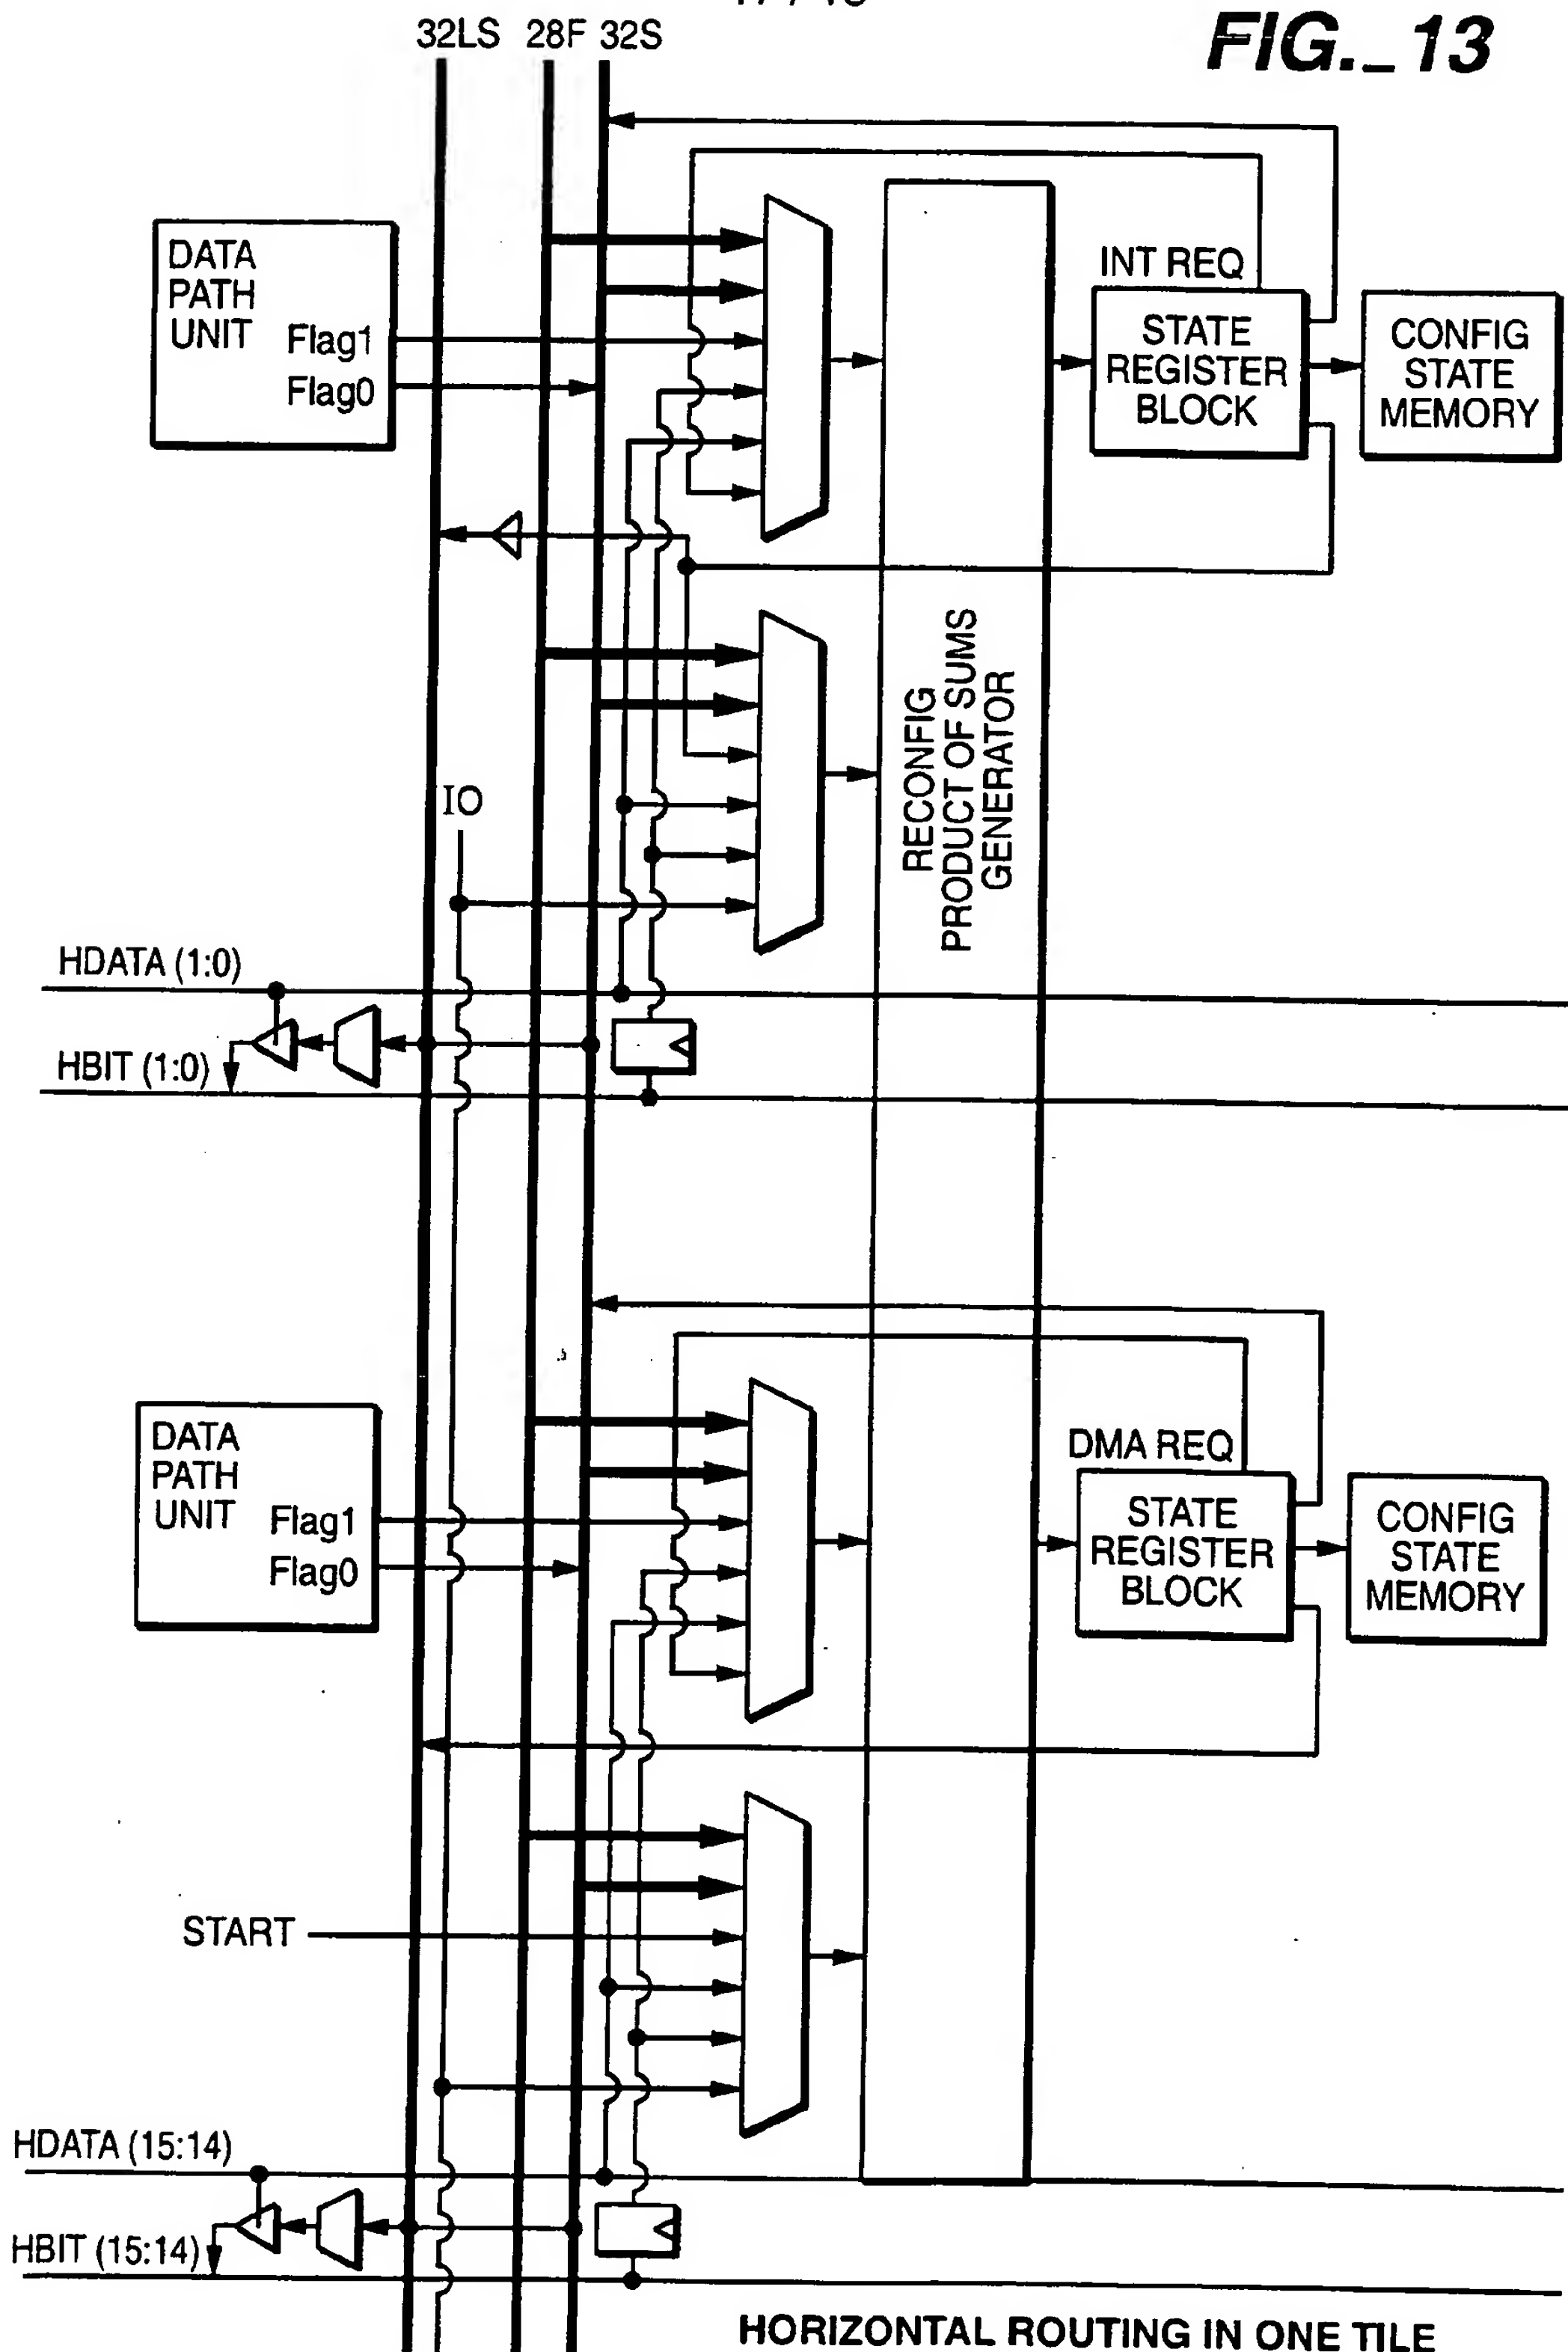 FIG._13
32LS 28F 32S
DATA
PATH
UNIT
Flag1
Flag0
INT REQ
STATE
REGISTER
BLOCK
CONFIG
STATE
MEMORY
RECONFIG
PRODUCT OF SUMS
GENERATOR
IO
HDATA (1:0)
HBIT (1:0)
DATA
PATH
UNIT
Flag1
Flag0
DMA REQ
STATE
REGISTER
BLOCK
CONFIG
STATE
MEMORY
START
HDATA (15:14)
HBIT (15:14)
HORIZONTAL ROUTING IN ONE TILE